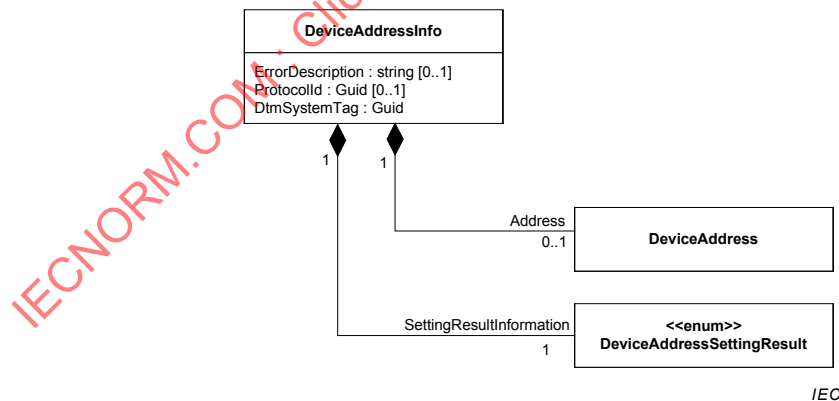 DeviceAddressInfo
ErrorDescription : string [0..1]
ProtocolId : Guid [0..1]
DtmSystemTag : Guid
1
1
Address
0..1
DeviceAddress
SettingResultInformation
1
<<enum>>
DeviceAddressSettingResult
IEC
IECNORM.COM: Clic